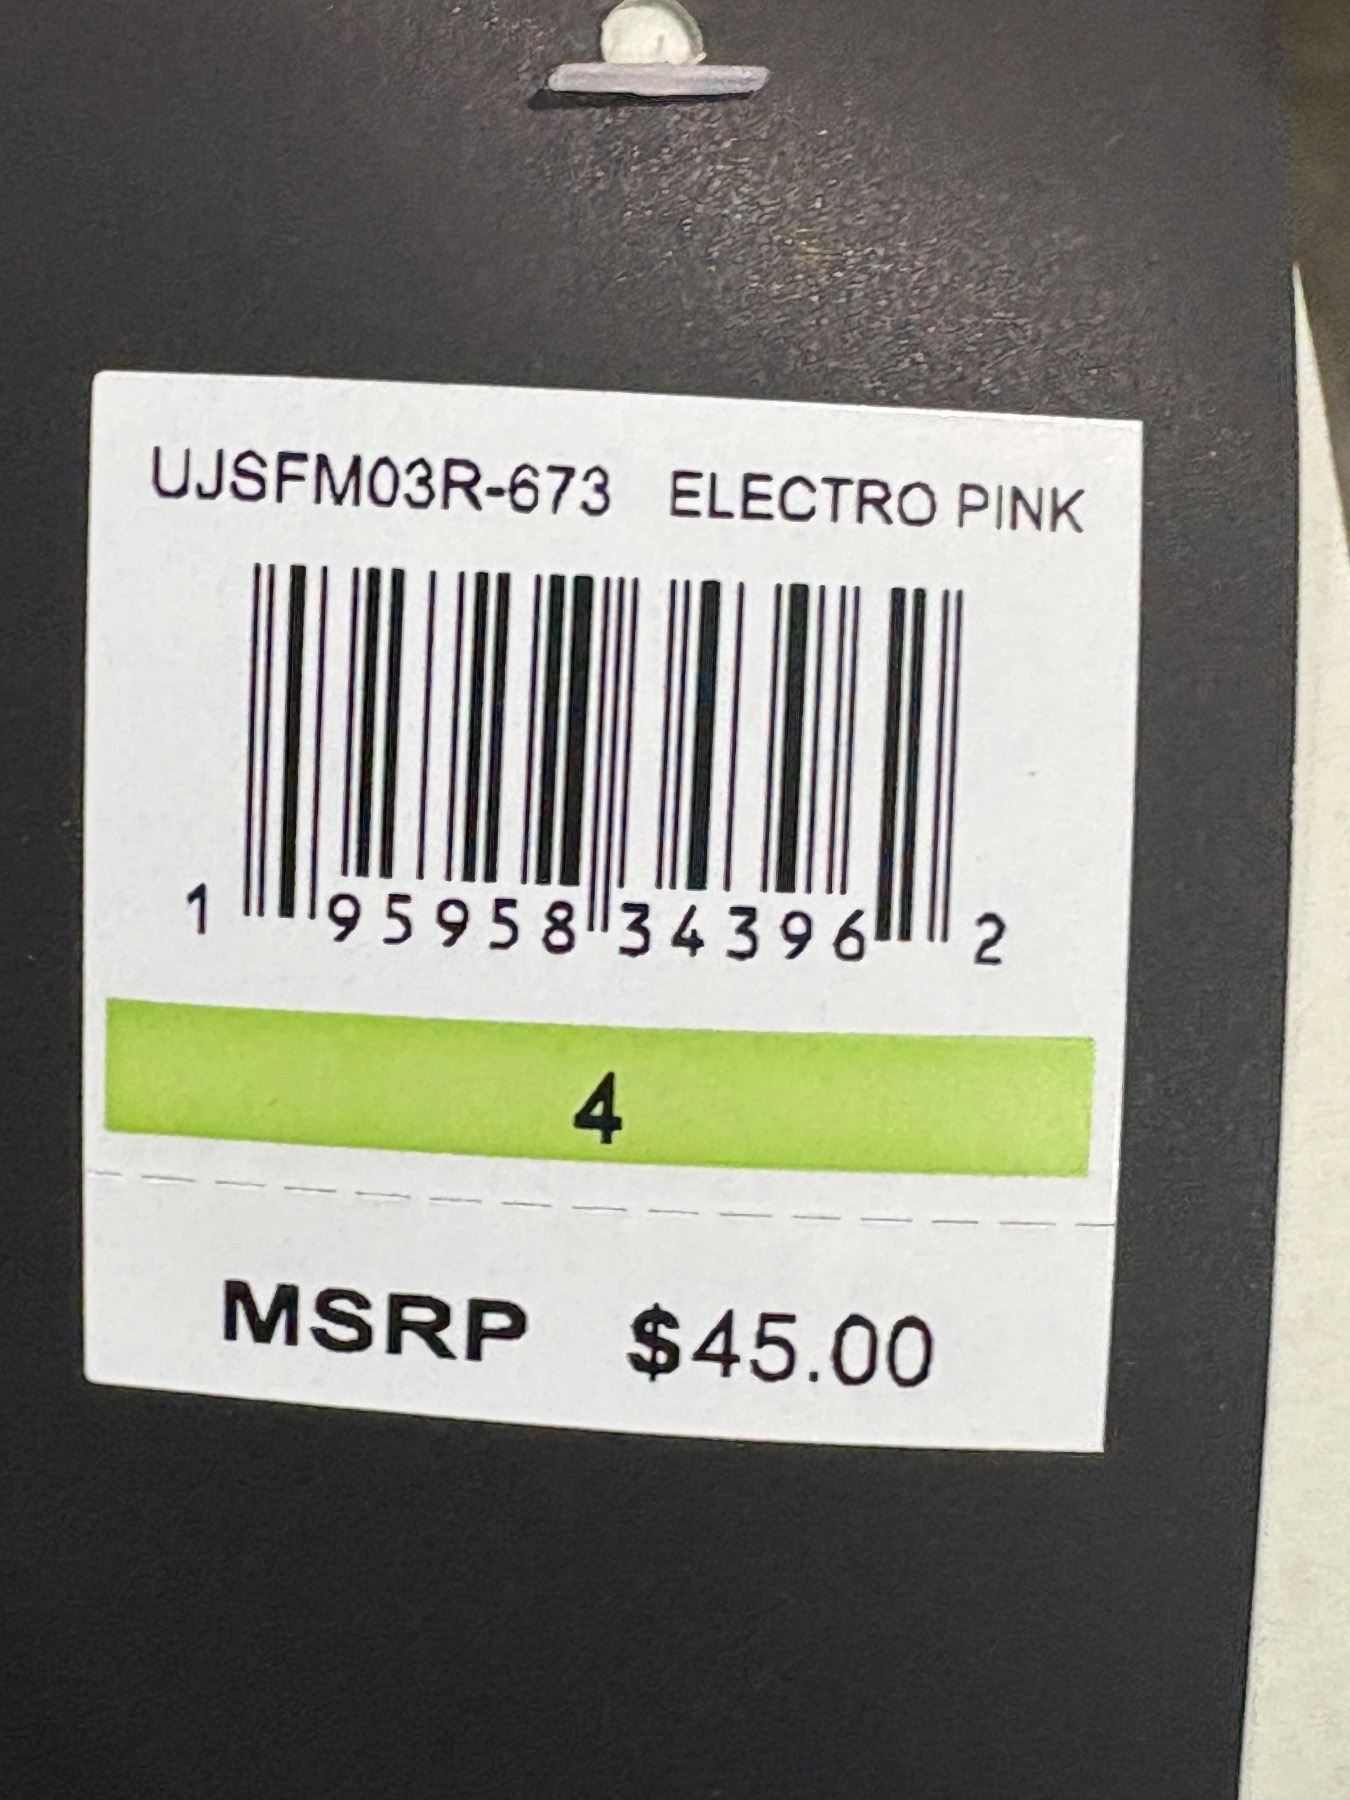 UJSFM03R-673 ELECTRO PINK
1 95958 34396 2
4
MSRP $45.00